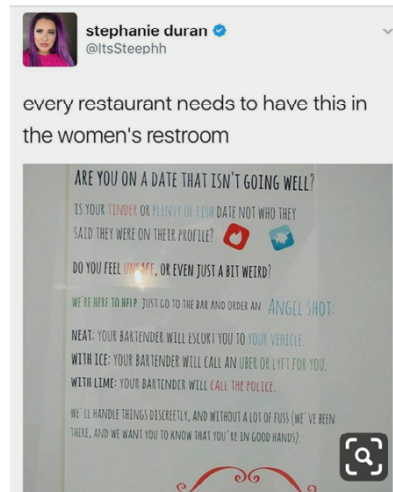 stephanie duran
@ItsSteephh
every restaurant needs to have this in
the women's restroom
ARE YOU ON A DATE THAT ISN'T GOING WELL?
IS YOUR TINDER OR PLENTY OF FISH DATE NOT WHO THEY
SAID THEY WERE ON THEIR PROFILE?
DO YOU FEEL UNSAFE, OR EVEN JUST A BIT WEIRD?
WE'RE HERE TO HELP JUST GO TO THE BAR AND ORDER AN ANGEL SHOT:
NEAT: YOUR BARTENDER WILL ESCORT YOU TO YOUR VEHICLE.
WITH ICE: YOUR BARTENDER WILL CALL AN UBER OR LYFT FOR YOU.
WITH LIME: YOUR BARTENDER WILL CALL THE POLICE.
WE'LL HANDLE THINGS DISCREETLY, AND WITHOUT A LOT OF FUSS (WE'VE BEEN
THERE, AND WE WANT YOU TO KNOW THAT YOU'RE IN GOOD HANDS)